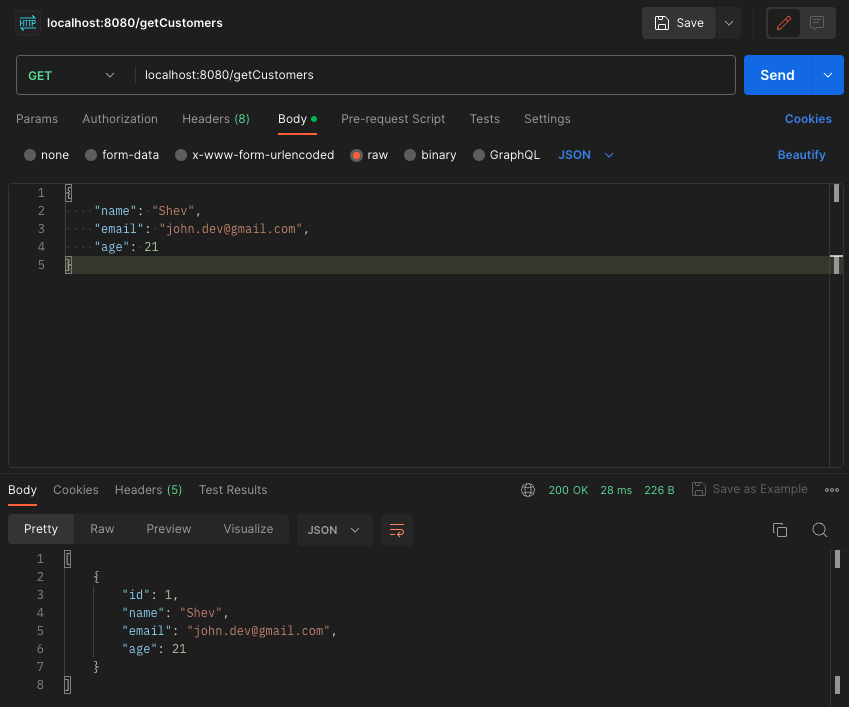 HTTP localhost:8080/getCustomers Save
GET localhost:8080/getCustomers Send
Params Authorization Headers (8) Body Pre-request Script Tests Settings Cookies
none form-data x-www-form-urlencoded raw binary GraphQL JSON Beautify
1 {
2 "name": "Shev",
3 "email": "john.dev@gmail.com",
4 "age": 21
5 }
Body Cookies Headers (5) Test Results 200 OK 28 ms 226 B Save as Example
Pretty Raw Preview Visualize JSON
1 [
2 {
3 "id": 1,
4 "name": "Shev",
5 "email": "john.dev@gmail.com",
6 "age": 21
7 }
8 ]